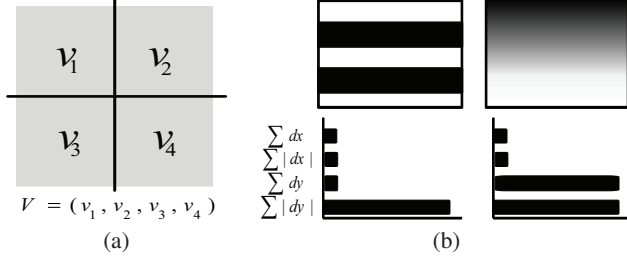 v₁ v₂
v₃ v₄
V = ( v₁ , v₂ , v₃ , v₄ )
(a)
∑ dx
∑ | dx |
∑ dy
∑ | dy |
(b)